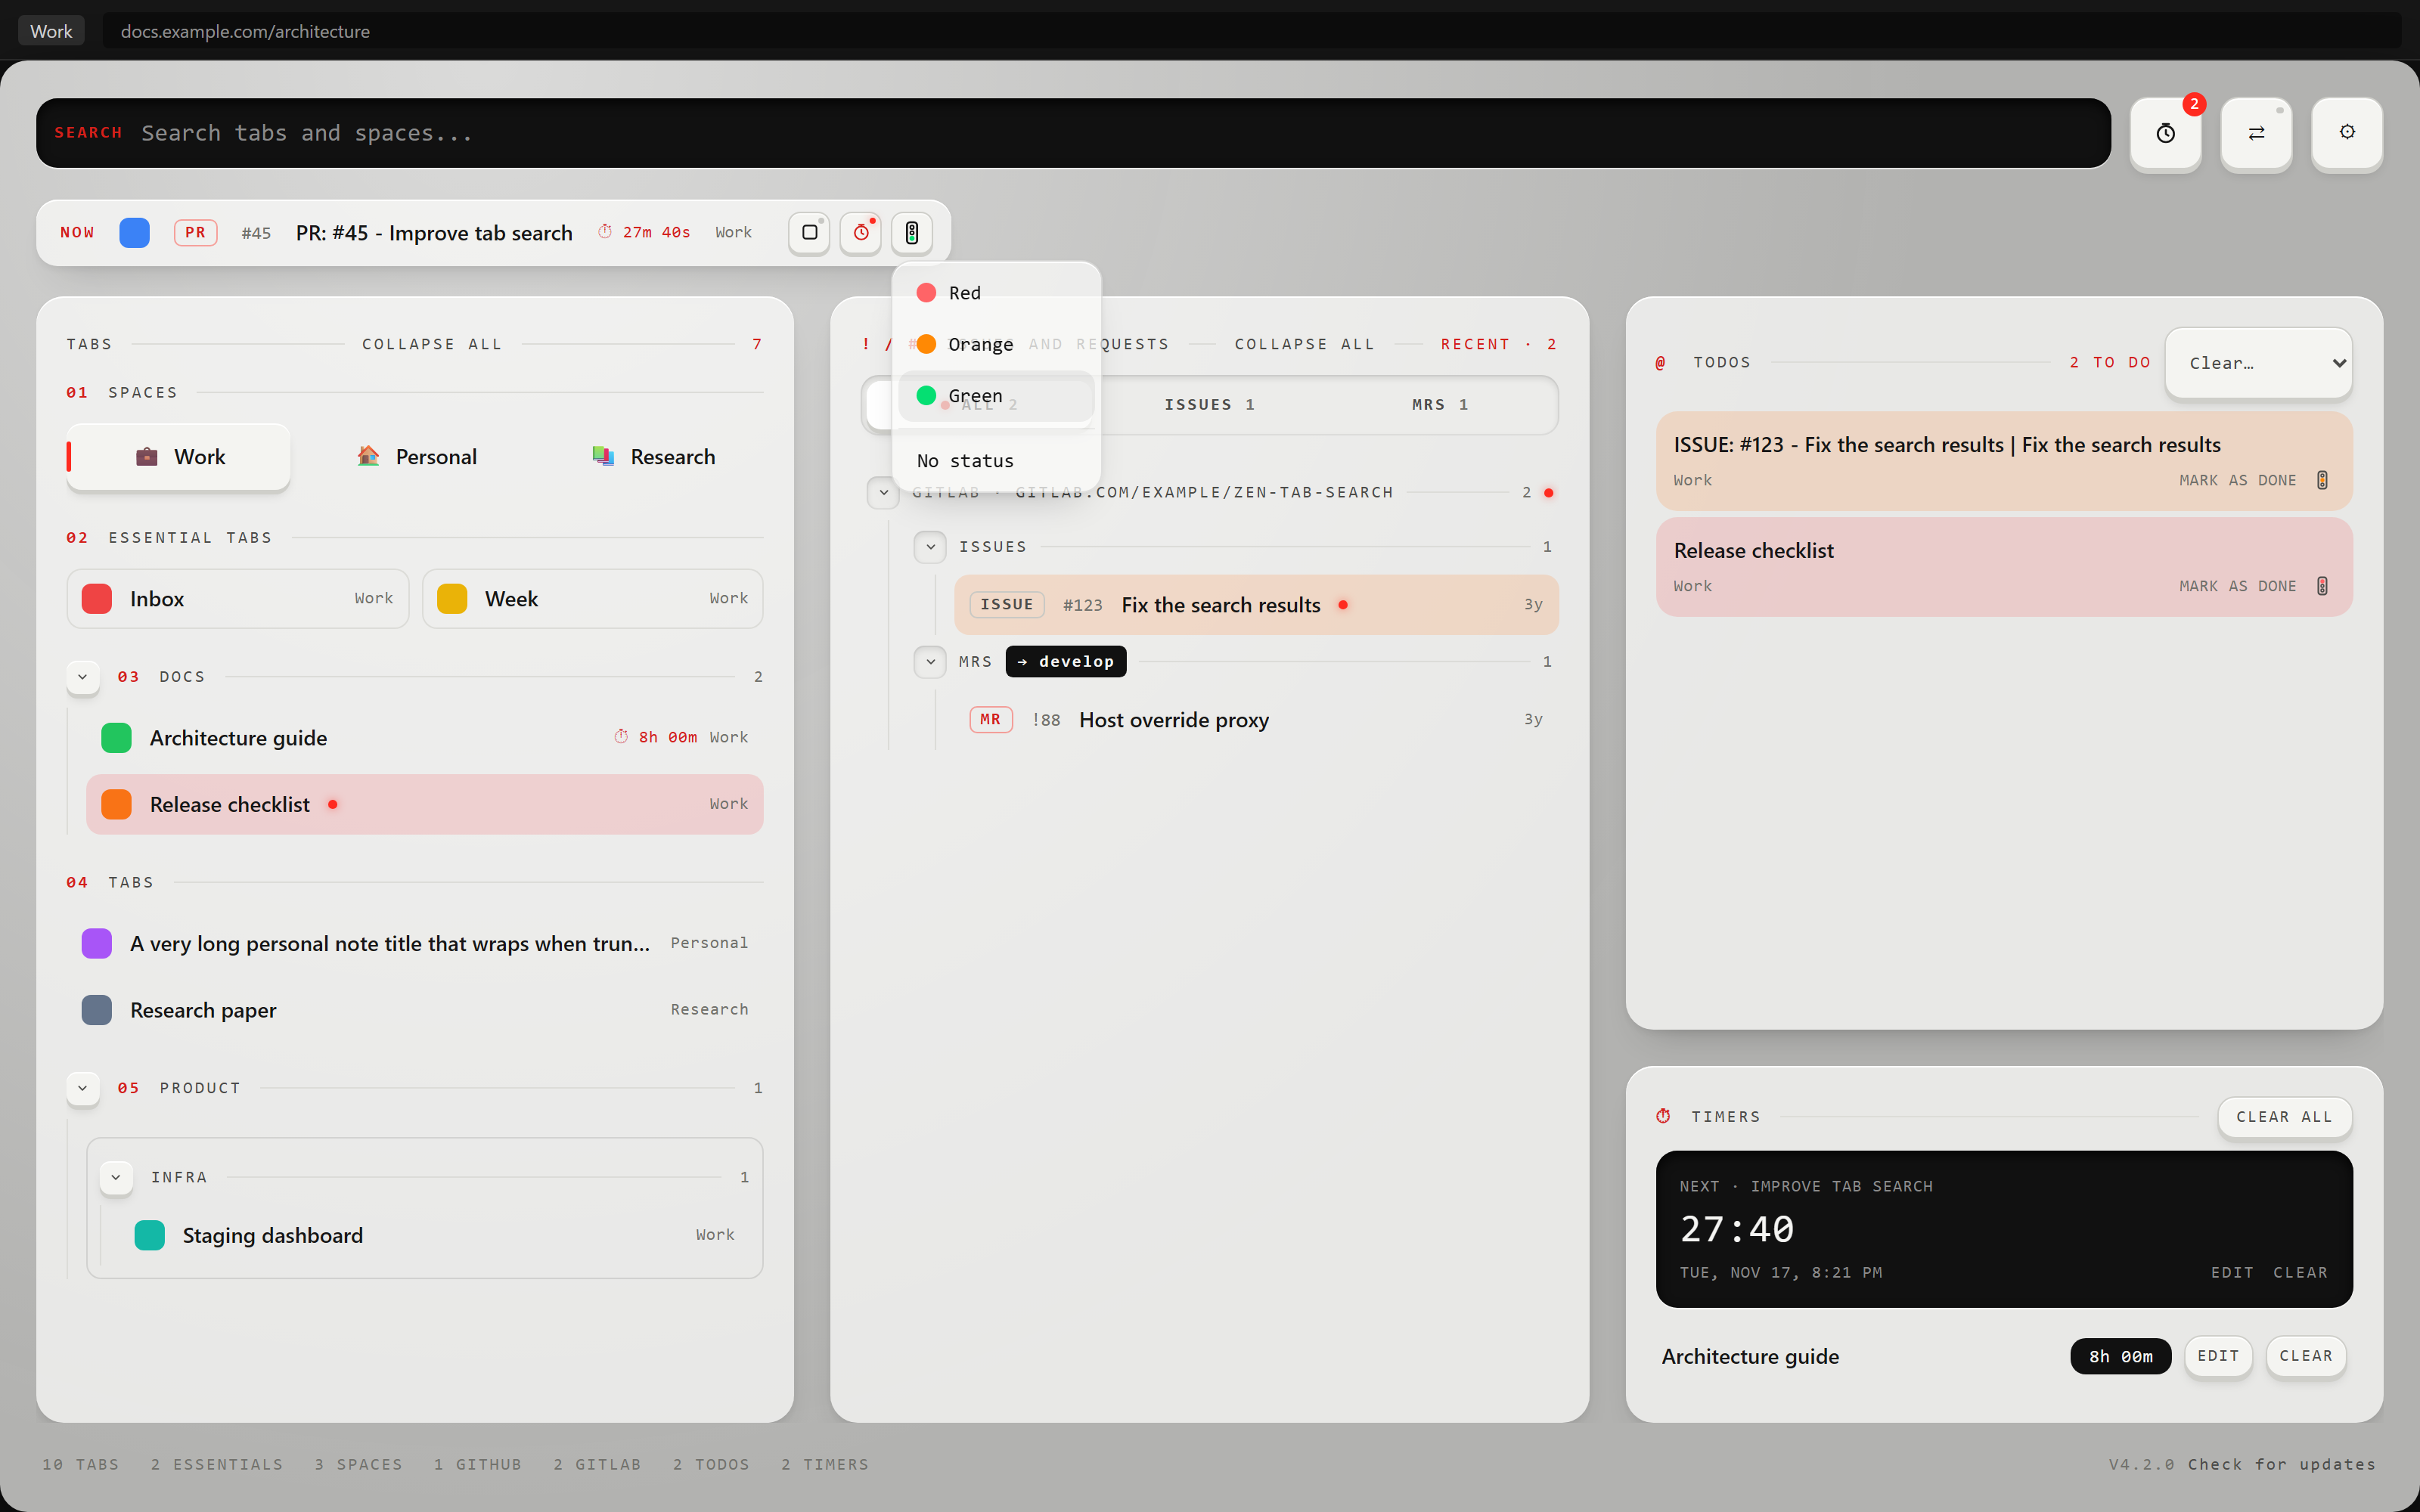 Work docs.example.com/architecture
SEARCH Search tabs and spaces...
2
NOW PR #45 PR: #45 - Improve tab search 27m 40s Work
Red
Orange
Green
No status
TABS COLLAPSE ALL 7
01 SPACES
Work Personal Research
02 ESSENTIAL TABS
Inbox Work Week Work
03 DOCS 2
Architecture guide 8h 00m Work
Release checklist Work
04 TABS
A very long personal note title that wraps when trun... Personal
Research paper Research
05 PRODUCT 1
INFRA 1
Staging dashboard Work
! / # ISSUES AND REQUESTS COLLAPSE ALL RECENT · 2
ALL 2 ISSUES 1 MRS 1
GITLAB · GITLAB.COM/EXAMPLE/ZEN-TAB-SEARCH 2
ISSUES 1
ISSUE #123 Fix the search results 3y
MRS → develop 1
MR !88 Host override proxy 3y
@ TODOS 2 TO DO Clear…
ISSUE: #123 - Fix the search results | Fix the search results
Work MARK AS DONE
Release checklist
Work MARK AS DONE
TIMERS CLEAR ALL
NEXT · IMPROVE TAB SEARCH
27:40
TUE, NOV 17, 8:21 PM EDIT CLEAR
Architecture guide 8h 00m EDIT CLEAR
10 TABS 2 ESSENTIALS 3 SPACES 1 GITHUB 2 GITLAB 2 TODOS 2 TIMERS
V4.2.0 Check for updates